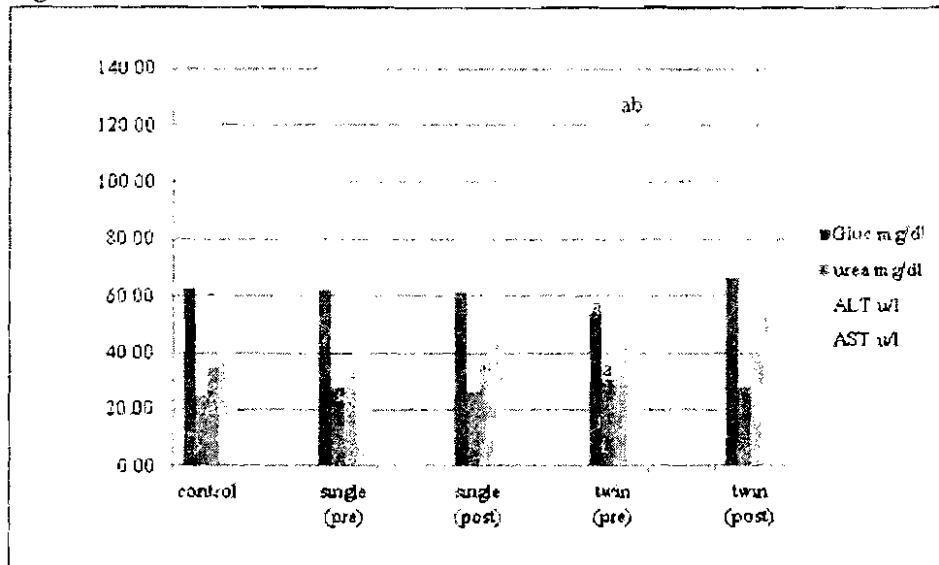 140.00
120.00
100.00
80.00
60.00
40.00
20.00
0.00
ab
a
a
a
control
single (pre)
single (post)
twin (pre)
twin (post)
Gluc mg/dl
urea mg/dl
ALT u/l
AST u/l